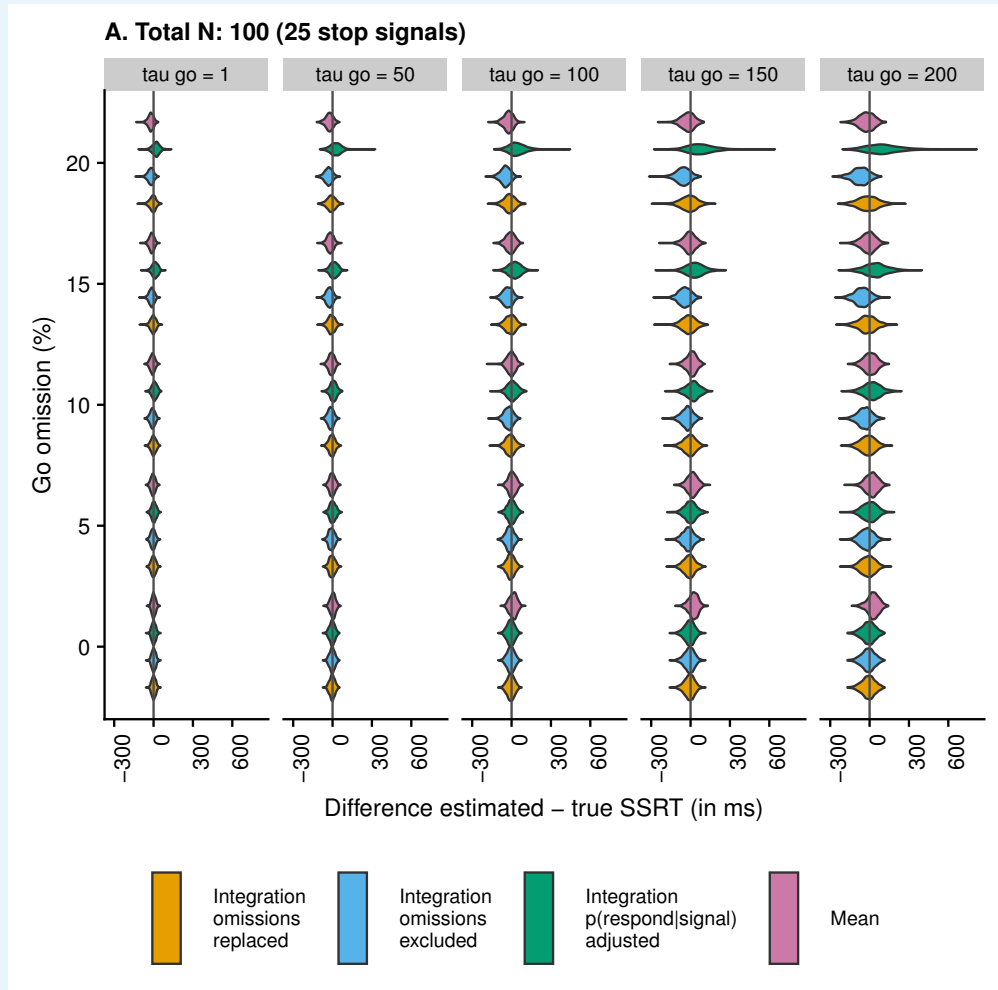 A. Total N: 100 (25 stop signals)
tau go = 1
tau go = 50
tau go = 100
tau go = 150
tau go = 200
Go omission (%)
20
15
10
5
0
−300 0 300 600
−300 0 300 600
−300 0 300 600
−300 0 300 600
−300 0 300 600
Difference estimated − true SSRT (in ms)
Integration
omissions
replaced
Integration
omissions
excluded
Integration
p(respond|signal)
adjusted
Mean